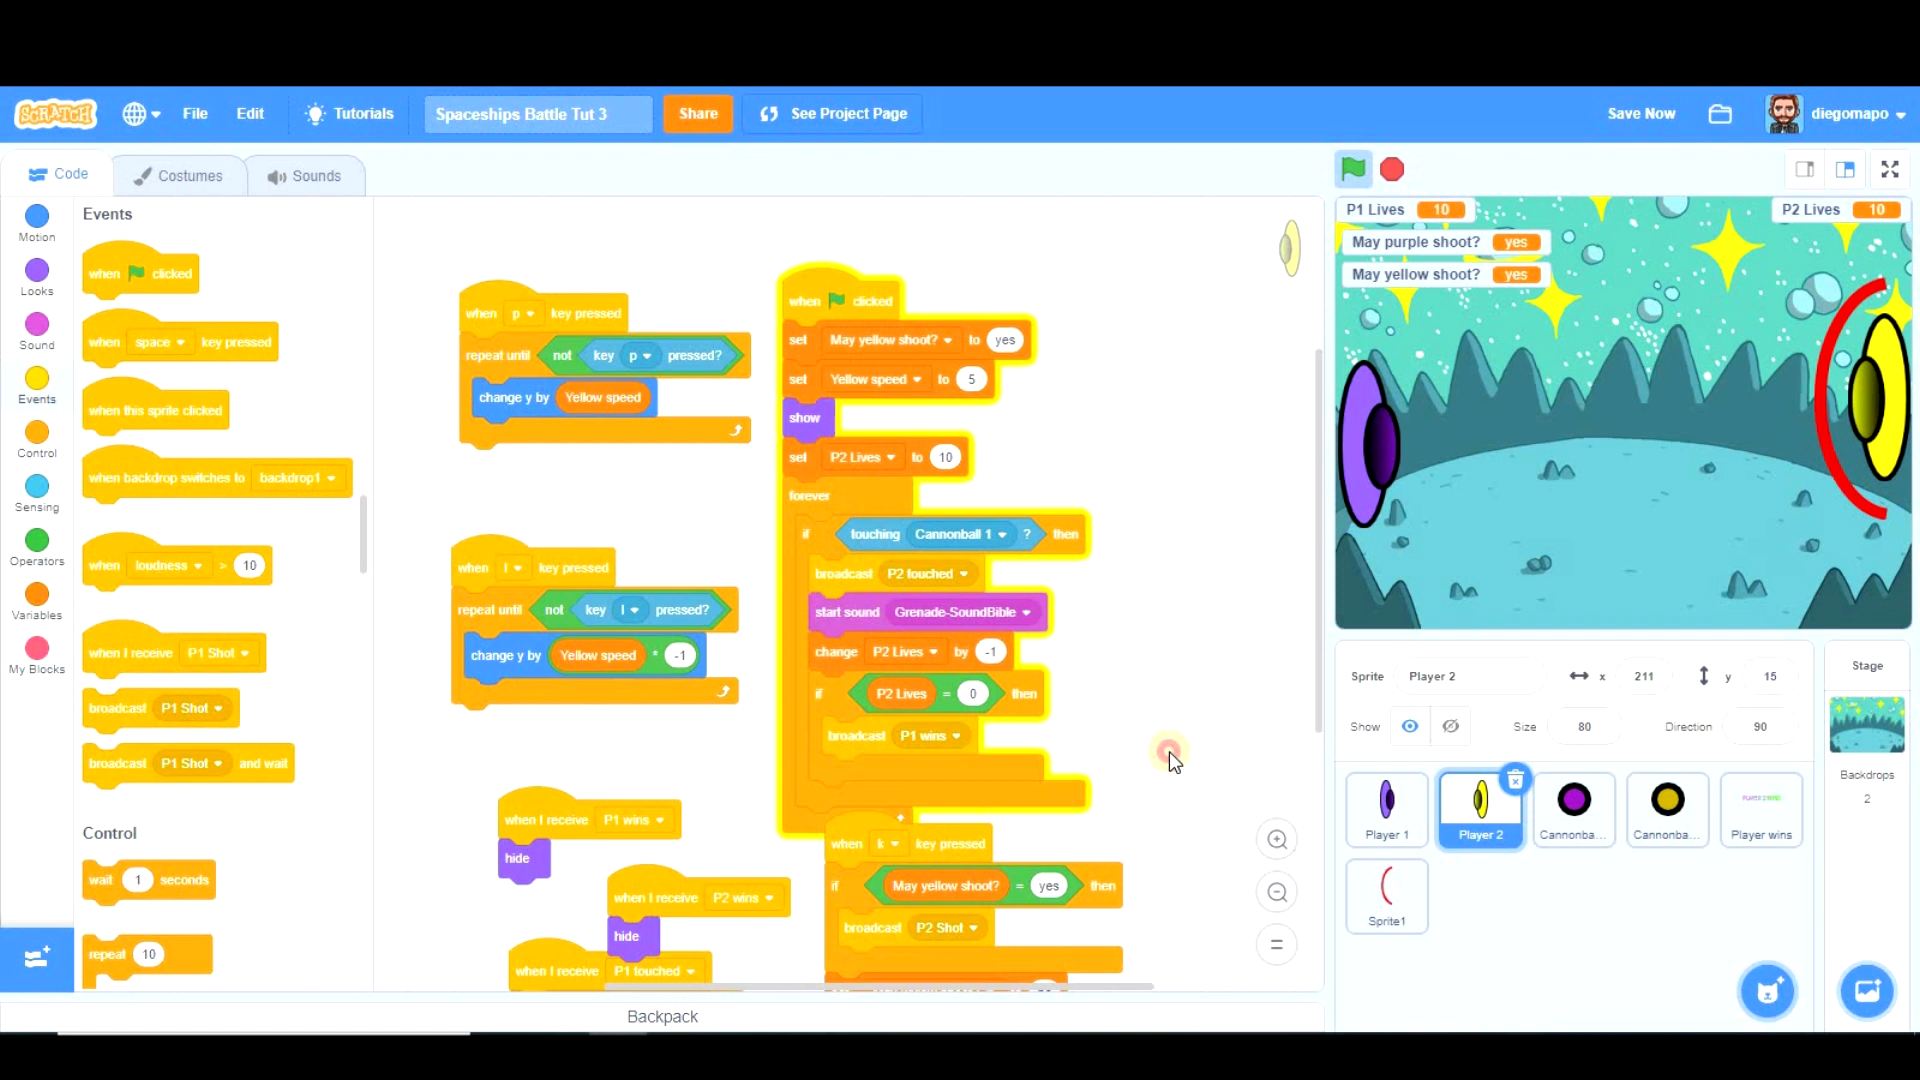 SCRATCH File Edit Tutorials Spaceships Battle Tut 3 Share See Project Page Save Now diegomapo
Code Costumes Sounds
Motion
Looks
Sound
Events
Control
Sensing
Operators
Variables
My Blocks
Events
when clicked
when space key pressed
when this sprite clicked
when backdrop switches to backdrop1
when loudness > 10
when I receive P1 Shot
broadcast P1 Shot
broadcast P1 Shot and wait
Control
wait 1 seconds
repeat 10
when p key pressed
repeat until not key p pressed?
change y by Yellow speed
when l key pressed
repeat until not key l pressed?
change y by Yellow speed * -1
when I receive P1 wins
hide
when I receive P2 wins
hide
when I receive P1 touched
when clicked
set May yellow shoot? to yes
set Yellow speed to 5
show
set P2 Lives to 10
forever
if touching Cannonball 1 ? then
broadcast P2 touched
start sound Grenade-SoundBible
change P2 Lives by -1
if P2 Lives = 0 then
broadcast P1 wins
when k key pressed
if May yellow shoot? = yes then
broadcast P2 Shot
Backpack
P1 Lives 10 P2 Lives 10
May purple shoot? yes
May yellow shoot? yes
Sprite Player 2 x 211 y 15
Show Size 80 Direction 90
Player 1 Player 2 Cannonba... Cannonba... Player wins
Sprite1
Stage
Backdrops
2